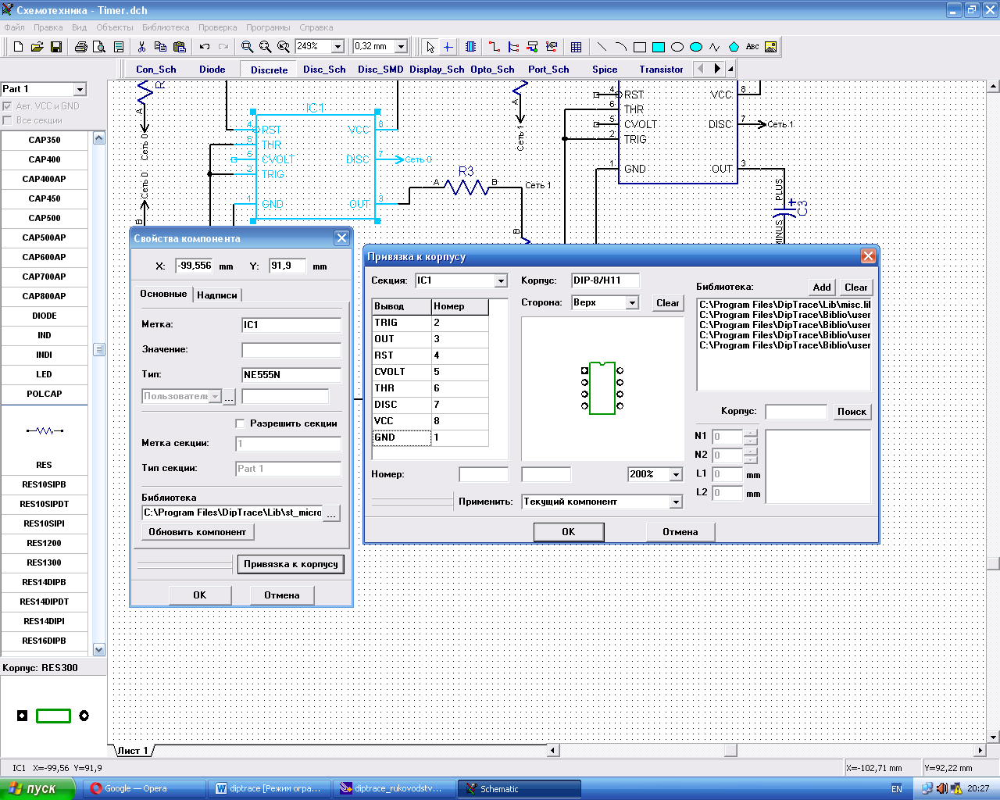 Схемотехника - Timer.dch
Файл Правка Вид Объекты Библиотека Проверка Программы Справка
249% 0,32 mm Abc
Con_Sch Diode Discrete Disc_Sch Disc_SMD Display_Sch Opto_Sch Port_Sch Spice Transistor
Part 1
Авт. VCC и GND
Все секции
CAP350
CAP400
CAP400AP
CAP450
CAP500
CAP500AP
CAP600AP
CAP700AP
CAP800AP
DIODE
IND
INDI
LED
POLCAP
RES
RES10SIPB
RES10SIPDT
RES10SIPI
RES1200
RES1300
RES14DIPB
RES14DIPDT
RES14DIPI
RES16DIPB
Корпус: RES300
R
A
Сеть 0
Сеть 0
B
IC1
4 RST VCC 8
6 THR
5 CVOLT DISC 7 Сеть 0
2 TRIG
1 GND OUT 3
R3
A B
Сеть 1
B
A
Сеть 1
4 RST VCC 8
6 THR
5 CVOLT DISC 7 Сеть 1
2 TRIG
1 GND OUT 3
PLUS
C3
MINUS
Свойства компонента
X: -99,556 mm Y: 91,9 mm
Основные Надписи
Метка: IC1
Значение:
Тип: NE555N
Пользователь ...
Разрешить секции
Метка секции: 1
Тип секции: Part 1
Библиотека
C:\Program Files\DipTrace\Lib\st_micro ...
Обновить компонент
Привязка к корпусу
OK Отмена
Привязка к корпусу
Секция: IC1
Вывод Номер
TRIG 2
OUT 3
RST 4
CVOLT 5
THR 6
DISC 7
VCC 8
GND 1
Номер:
Корпус: DIP-8/H11
Сторона: Верх Clear
200%
Применить: Текущий компонент
Библиотека: Add Clear
C:\Program Files\DipTrace\Lib\misc.lil
C:\Program Files\DipTrace\Biblio\user
C:\Program Files\DipTrace\Biblio\user
C:\Program Files\DipTrace\Biblio\user
C:\Program Files\DipTrace\Biblio\user
Корпус: Поиск
N1 0
N2 0
L1 0 mm
L2 0 mm
OK Отмена
Лист 1
IC1 X=-99,56 Y=91,9 X=-102,71 mm Y=92,22 mm
пуск Google — Opera diptrace [Режим огра... diptrace_rukovodstv... Schematic EN 20:27